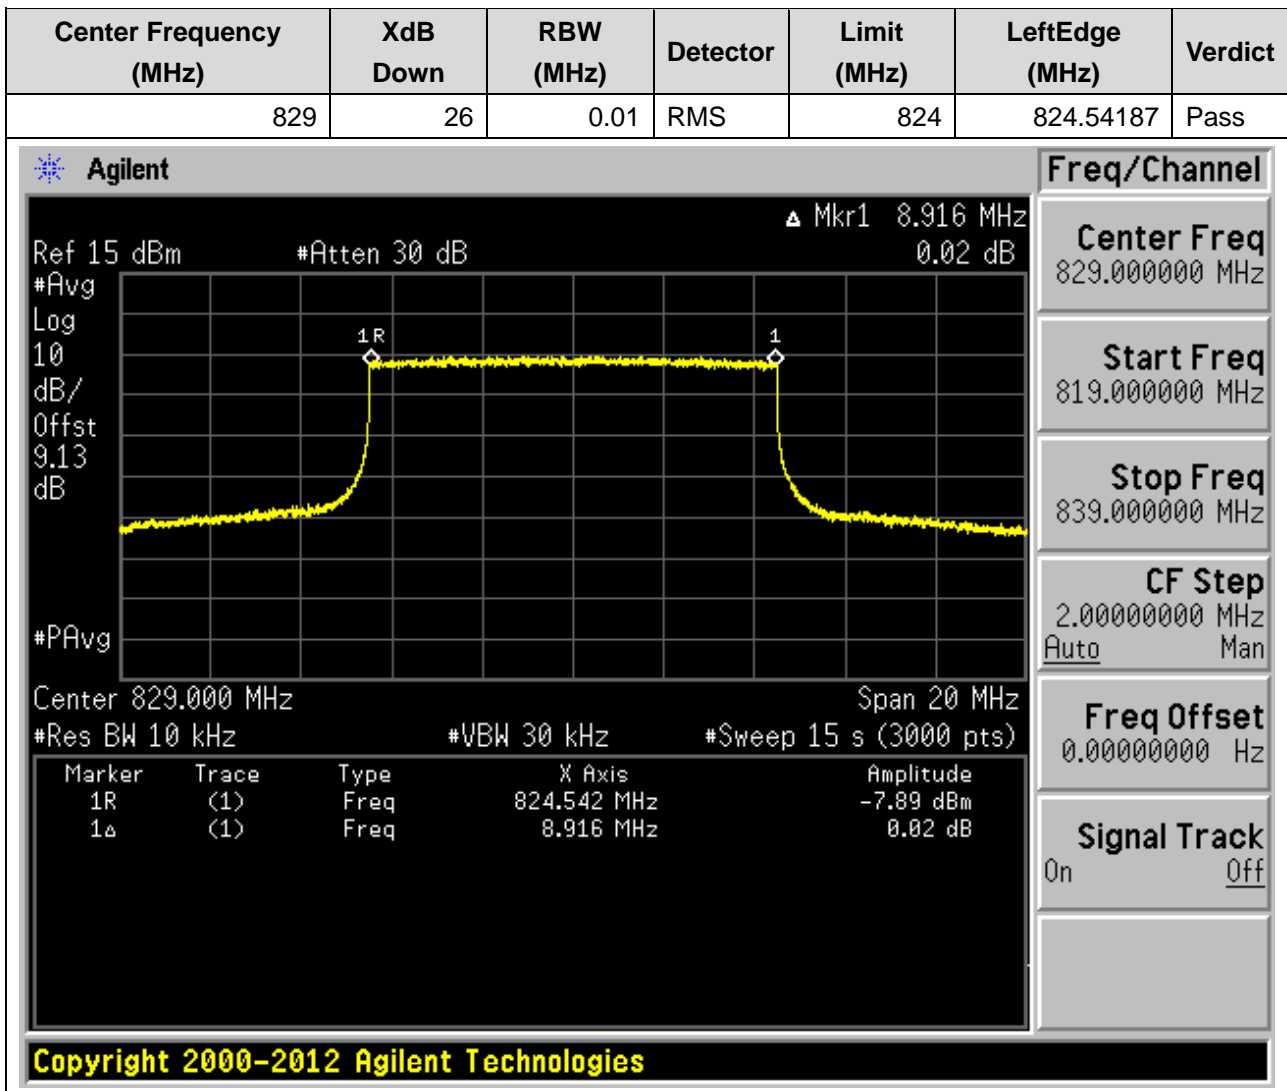 Center Frequency (MHz) XdB Down RBW (MHz) Detector Limit (MHz) LeftEdge (MHz) Verdict
829 26 0.01 RMS 824 824.54187 Pass
Agilent
Freq/Channel
▵ Mkr1 8.916 MHz
Ref 15 dBm #Atten 30 dB 0.02 dB
#Avg
Log
10
dB/
Offst
9.13
dB
1R 1
#PAvg
Center 829.000 MHz Span 20 MHz
#Res BW 10 kHz #VBW 30 kHz #Sweep 15 s (3000 pts)
Marker Trace Type X Axis Amplitude
1R (1) Freq 824.542 MHz -7.89 dBm
1▵ (1) Freq 8.916 MHz 0.02 dB
Center Freq
829.000000 MHz
Start Freq
819.000000 MHz
Stop Freq
839.000000 MHz
CF Step
2.00000000 MHz
Auto Man
Freq Offset
0.00000000 Hz
Signal Track
On Off
Copyright 2000-2012 Agilent Technologies